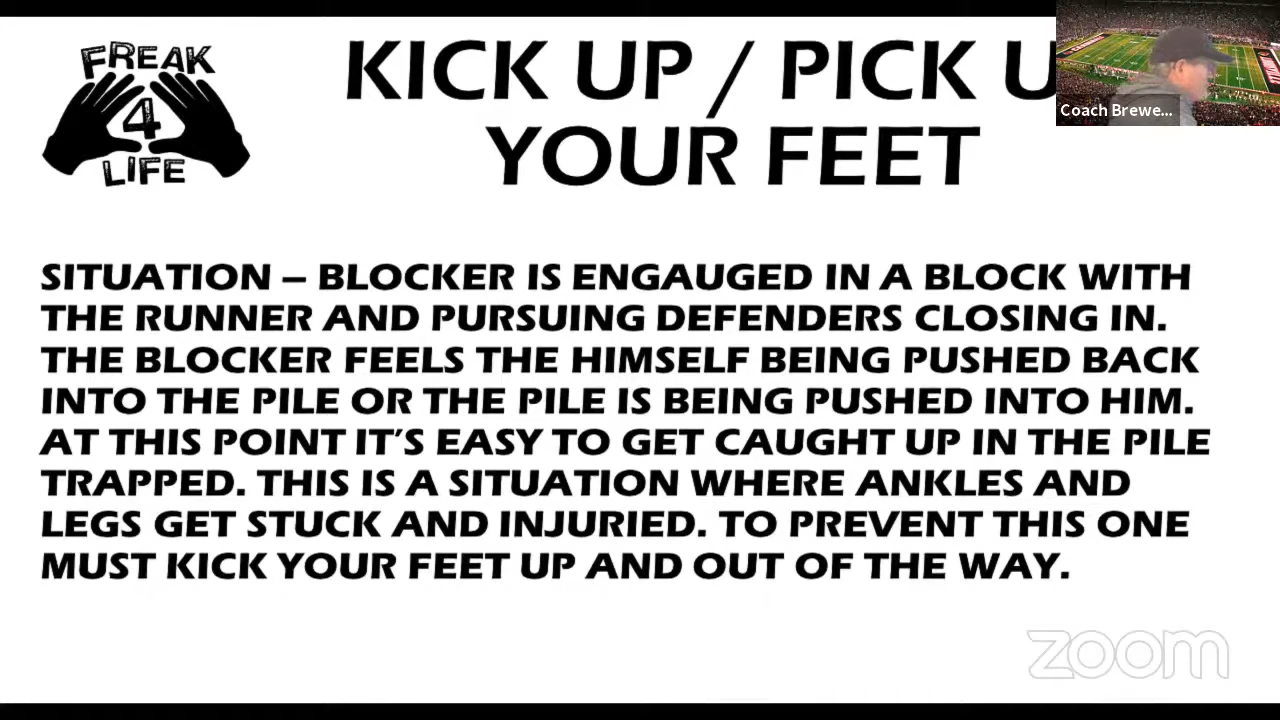 FREAK
4
LIFE
KICK UP / PICK U
YOUR FEET
Coach Brewe...
SITUATION – BLOCKER IS ENGAUGED IN A BLOCK WITH
THE RUNNER AND PURSUING DEFENDERS CLOSING IN.
THE BLOCKER FEELS THE HIMSELF BEING PUSHED BACK
INTO THE PILE OR THE PILE IS BEING PUSHED INTO HIM.
AT THIS POINT IT'S EASY TO GET CAUGHT UP IN THE PILE
TRAPPED. THIS IS A SITUATION WHERE ANKLES AND
LEGS GET STUCK AND INJURIED. TO PREVENT THIS ONE
MUST KICK YOUR FEET UP AND OUT OF THE WAY.
zoom